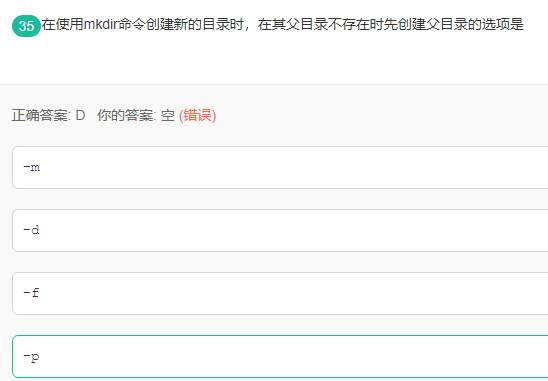 35 在使用mkdir命令创建新的目录时，在其父目录不存在时先创建父目录的选项是
正确答案: D 你的答案: 空 (错误)
-m
-d
-f
-p